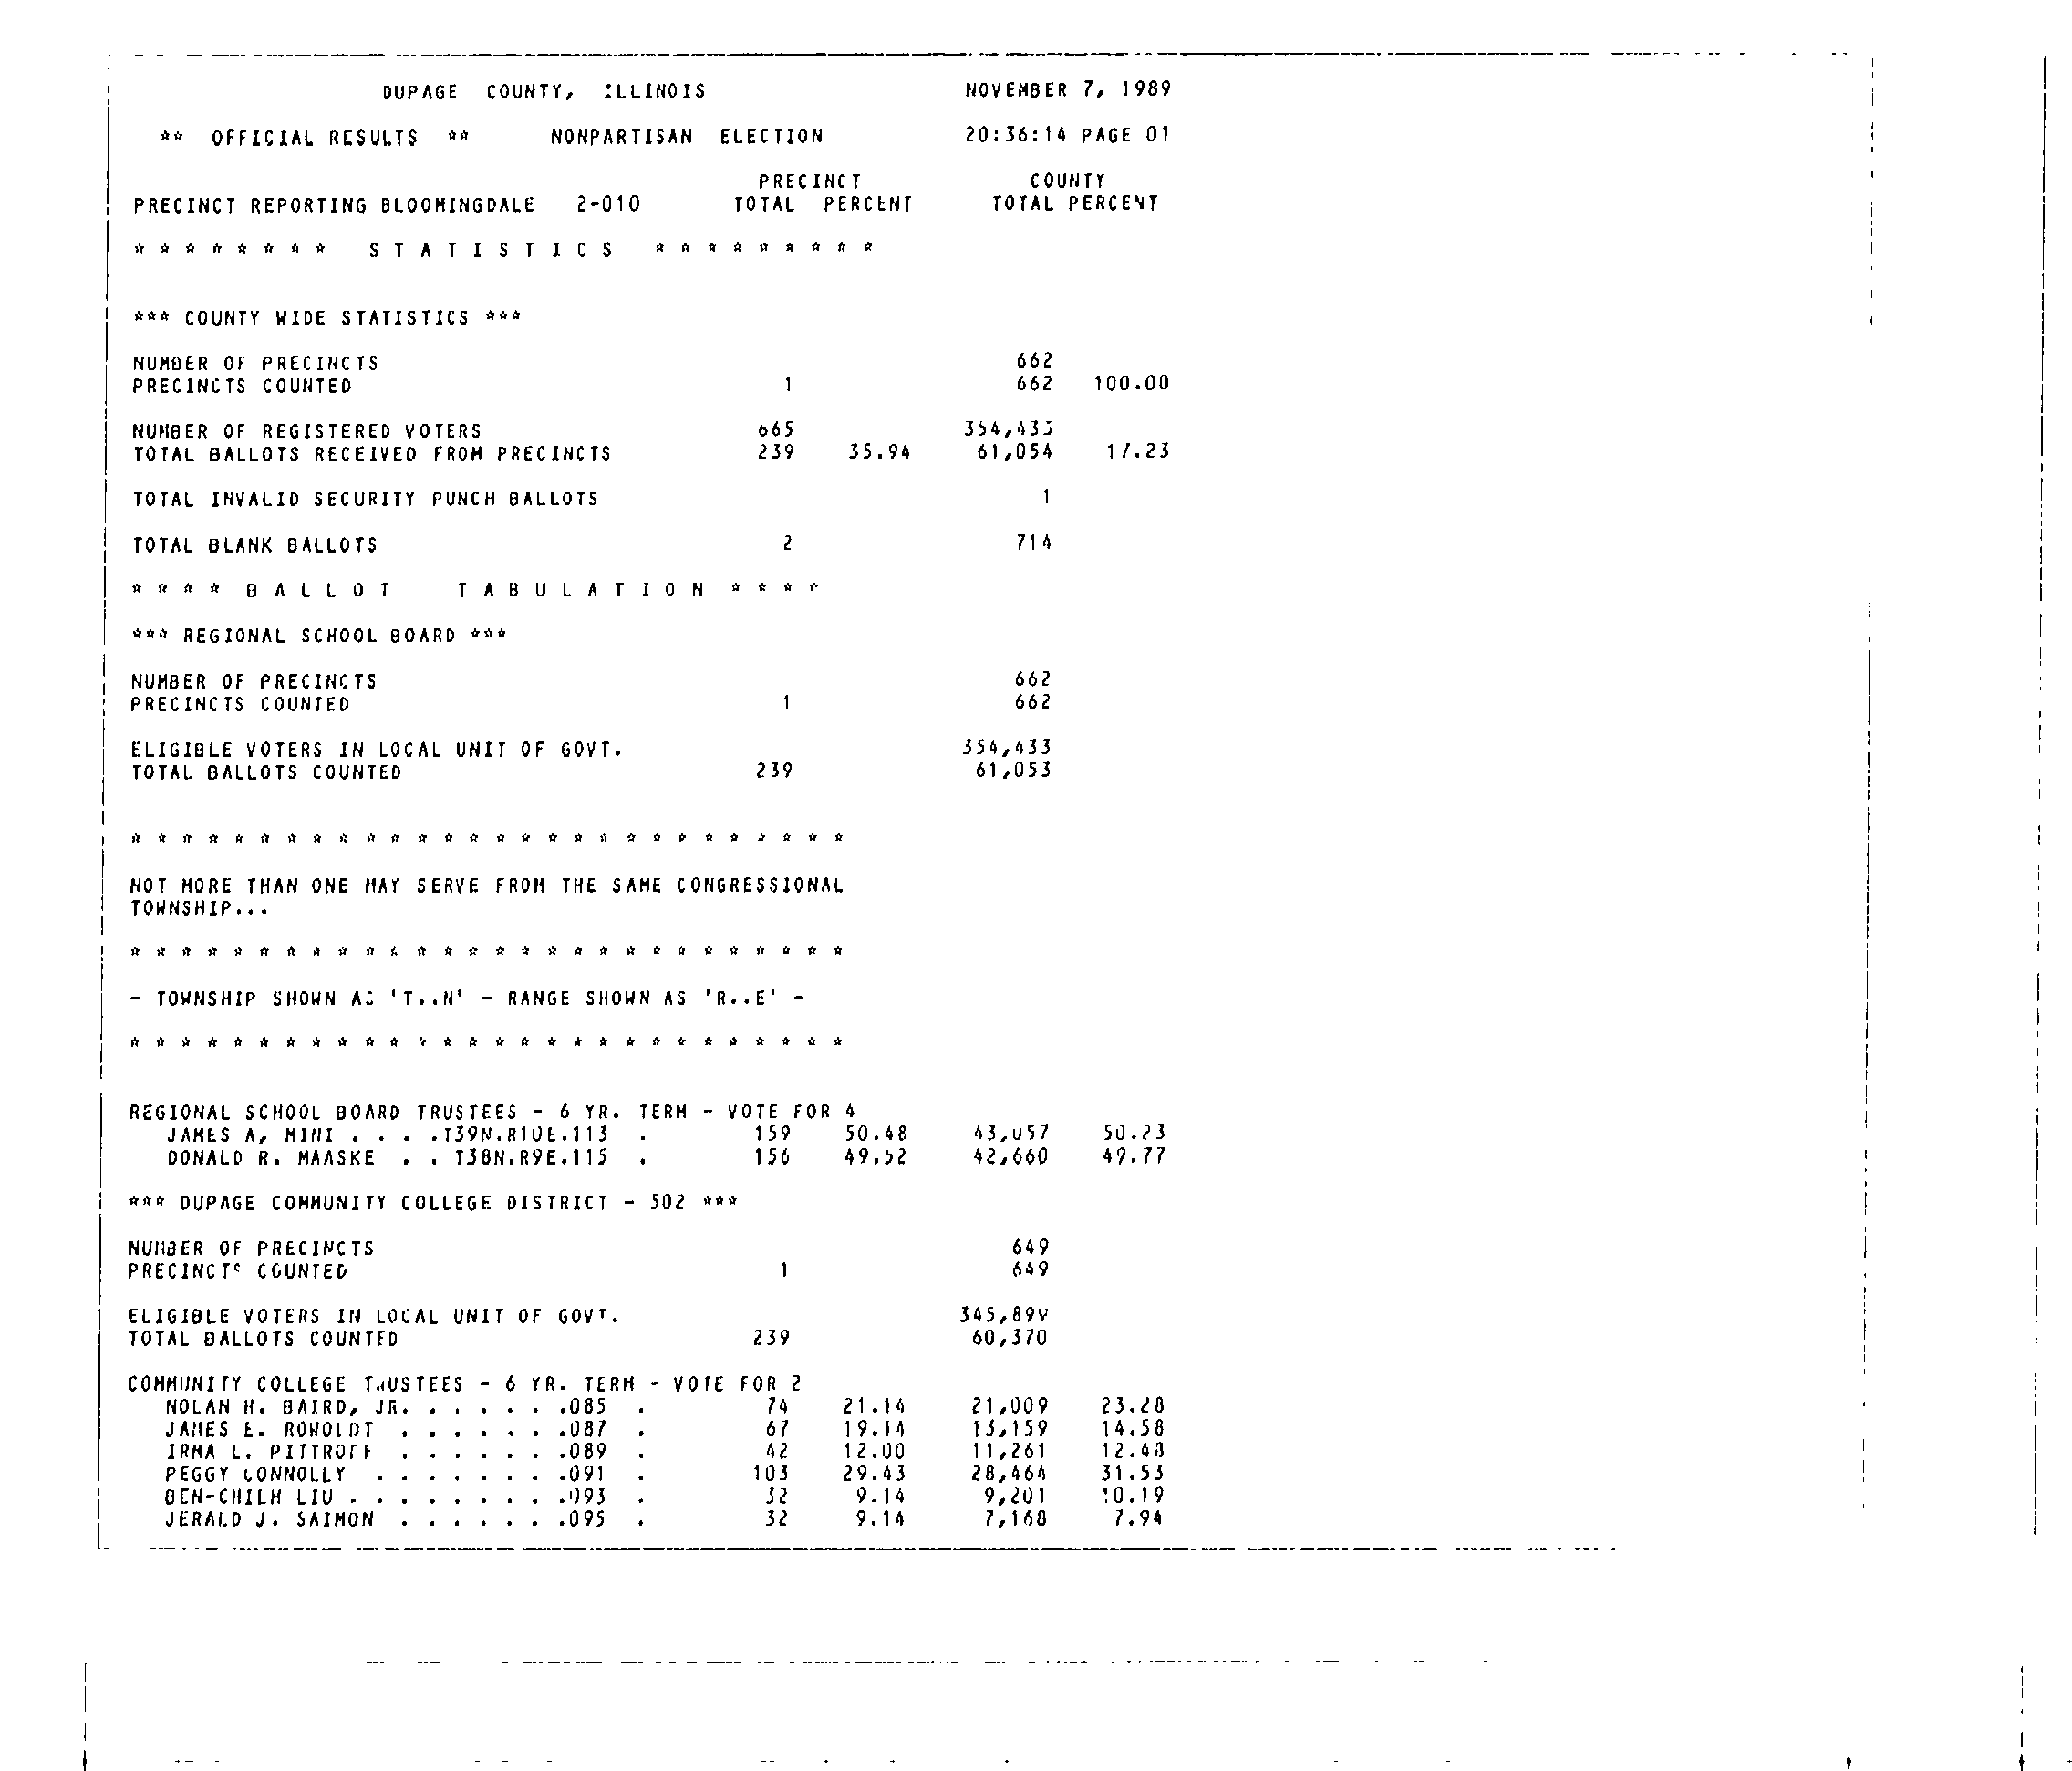 DUPAGE COUNTY, ILLINOIS NOVEMBER 7, 1989
** OFFICIAL RESULTS ** NONPARTISAN ELECTION 20:36:14 PAGE 01
PRECINCT COUNTY
PRECINCT REPORTING BLOOMINGDALE 2-010 TOTAL PERCENT TOTAL PERCENT
* * * * * * * * S T A T I S T I C S * * * * * * * * *
*** COUNTY WIDE STATISTICS ***
NUMBER OF PRECINCTS 662
PRECINCTS COUNTED 1 662 100.00
NUMBER OF REGISTERED VOTERS 665 354,433
TOTAL BALLOTS RECEIVED FROM PRECINCTS 239 35.94 61,054 17.23
TOTAL INVALID SECURITY PUNCH BALLOTS 1
TOTAL BLANK BALLOTS 2 714
* * * * B A L L O T T A B U L A T I O N * * * *
*** REGIONAL SCHOOL BOARD ***
NUMBER OF PRECINCTS 662
PRECINCTS COUNTED 1 662
ELIGIBLE VOTERS IN LOCAL UNIT OF GOVT. 354,433
TOTAL BALLOTS COUNTED 239 61,053
* * * * * * * * * * * * * * * * * * * * * * * * * * * *
NOT MORE THAN ONE MAY SERVE FROM THE SAME CONGRESSIONAL
TOWNSHIP...
* * * * * * * * * * * * * * * * * * * * * * * * * * * *
- TOWNSHIP SHOWN AS 'T..N' - RANGE SHOWN AS 'R..E' -
* * * * * * * * * * * * * * * * * * * * * * * * * * * *
REGIONAL SCHOOL BOARD TRUSTEES - 6 YR. TERM - VOTE FOR 4
JAMES A, MINI . . . .T39N.R10E.113 . 159 50.48 43,057 50.23
DONALD R. MAASKE . . T38N.R9E.115 . 156 49.52 42,660 49.77
*** DUPAGE COMMUNITY COLLEGE DISTRICT - 502 ***
NUMBER OF PRECINCTS 649
PRECINCTS COUNTED 1 649
ELIGIBLE VOTERS IN LOCAL UNIT OF GOVT. 345,899
TOTAL BALLOTS COUNTED 239 60,370
COMMUNITY COLLEGE TRUSTEES - 6 YR. TERM - VOTE FOR 2
NOLAN H. BAIRD, JR. . . . . . .085 . 74 21.14 21,009 23.28
JAMES E. ROWOLDT . . . . . . .087 . 67 19.14 13,159 14.58
IRMA L. PITTROFF . . . . . . .089 . 42 12.00 11,261 12.48
PEGGY CONNOLLY . . . . . . . .091 . 103 29.43 28,464 31.53
BEN-CHILH LIU . . . . . . . . .093 . 32 9.14 9,201 10.19
JERALD J. SAIMON . . . . . . .095 . 32 9.14 7,168 7.94